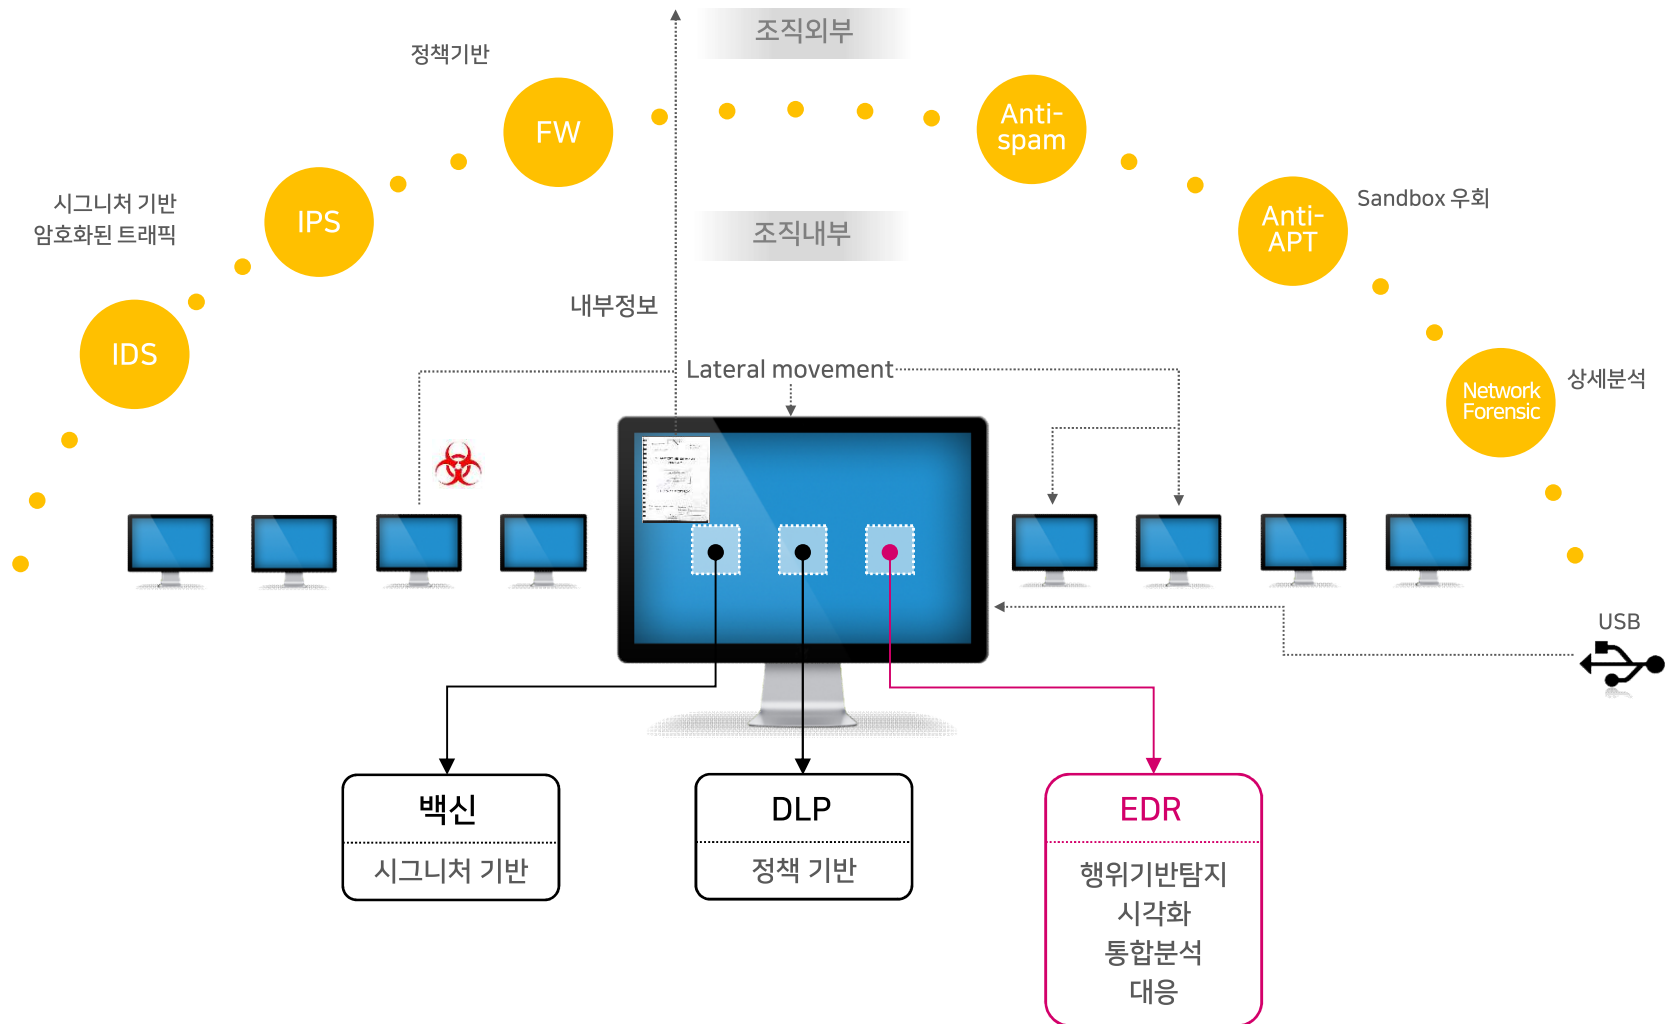 조직외부
정책기반
FW
Anti-
spam
시그니처 기반
암호화된 트래픽
IPS
Anti-
APT
Sandbox 우회
조직내부
내부정보
IDS
Lateral movement
Network
Forensic
상세분석
USB
백신
시그니처 기반
DLP
정책 기반
EDR
행위기반탐지
시각화
통합분석
대응